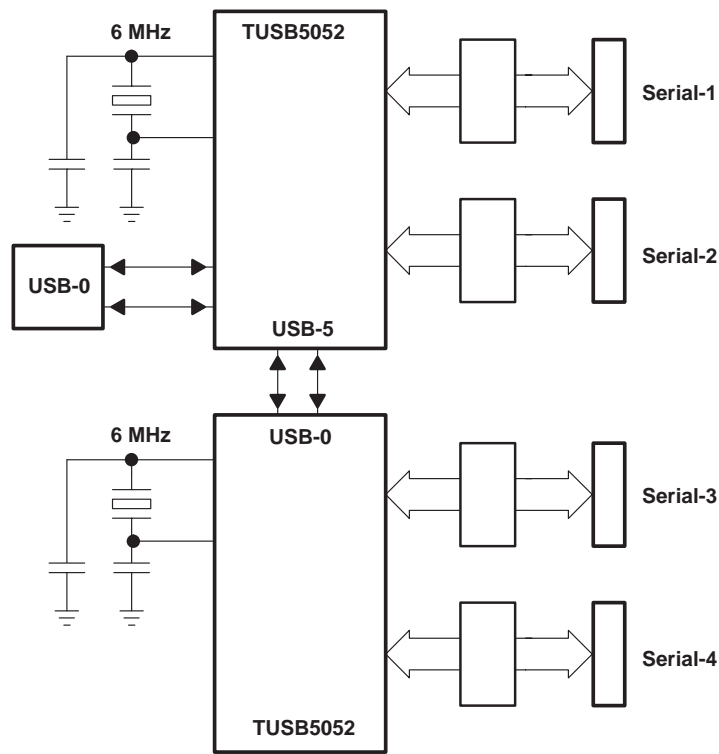 6 MHz
TUSB5052
Serial-1
Serial-2
USB-0
USB-5
6 MHz
USB-0
Serial-3
Serial-4
TUSB5052